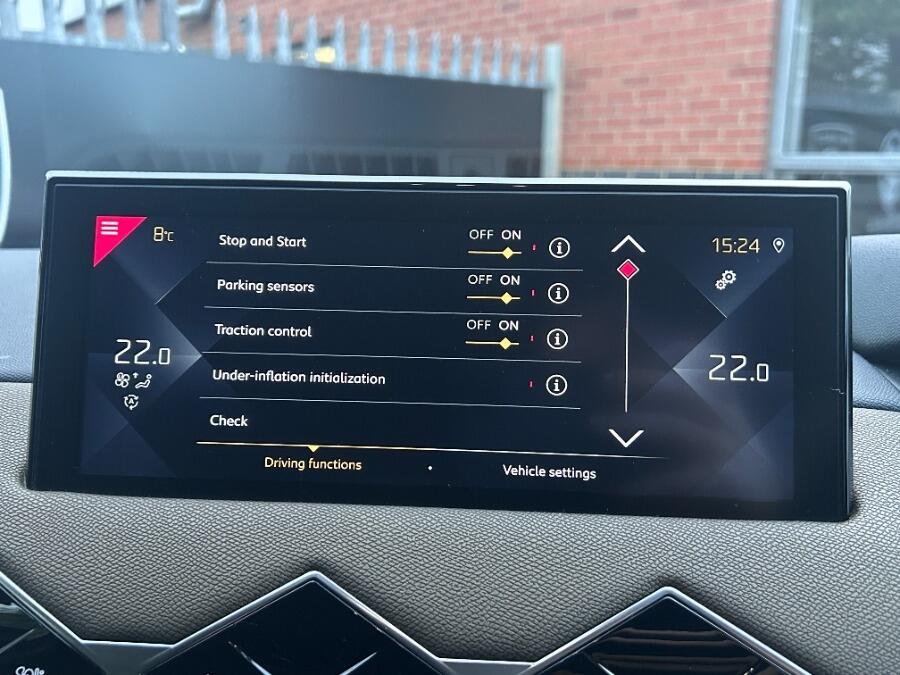 8°C
15:24
Stop and Start OFF ON
Parking sensors OFF ON
Traction control OFF ON
22.0
22.0
Under-inflation initialization
Check
Driving functions
Vehicle settings